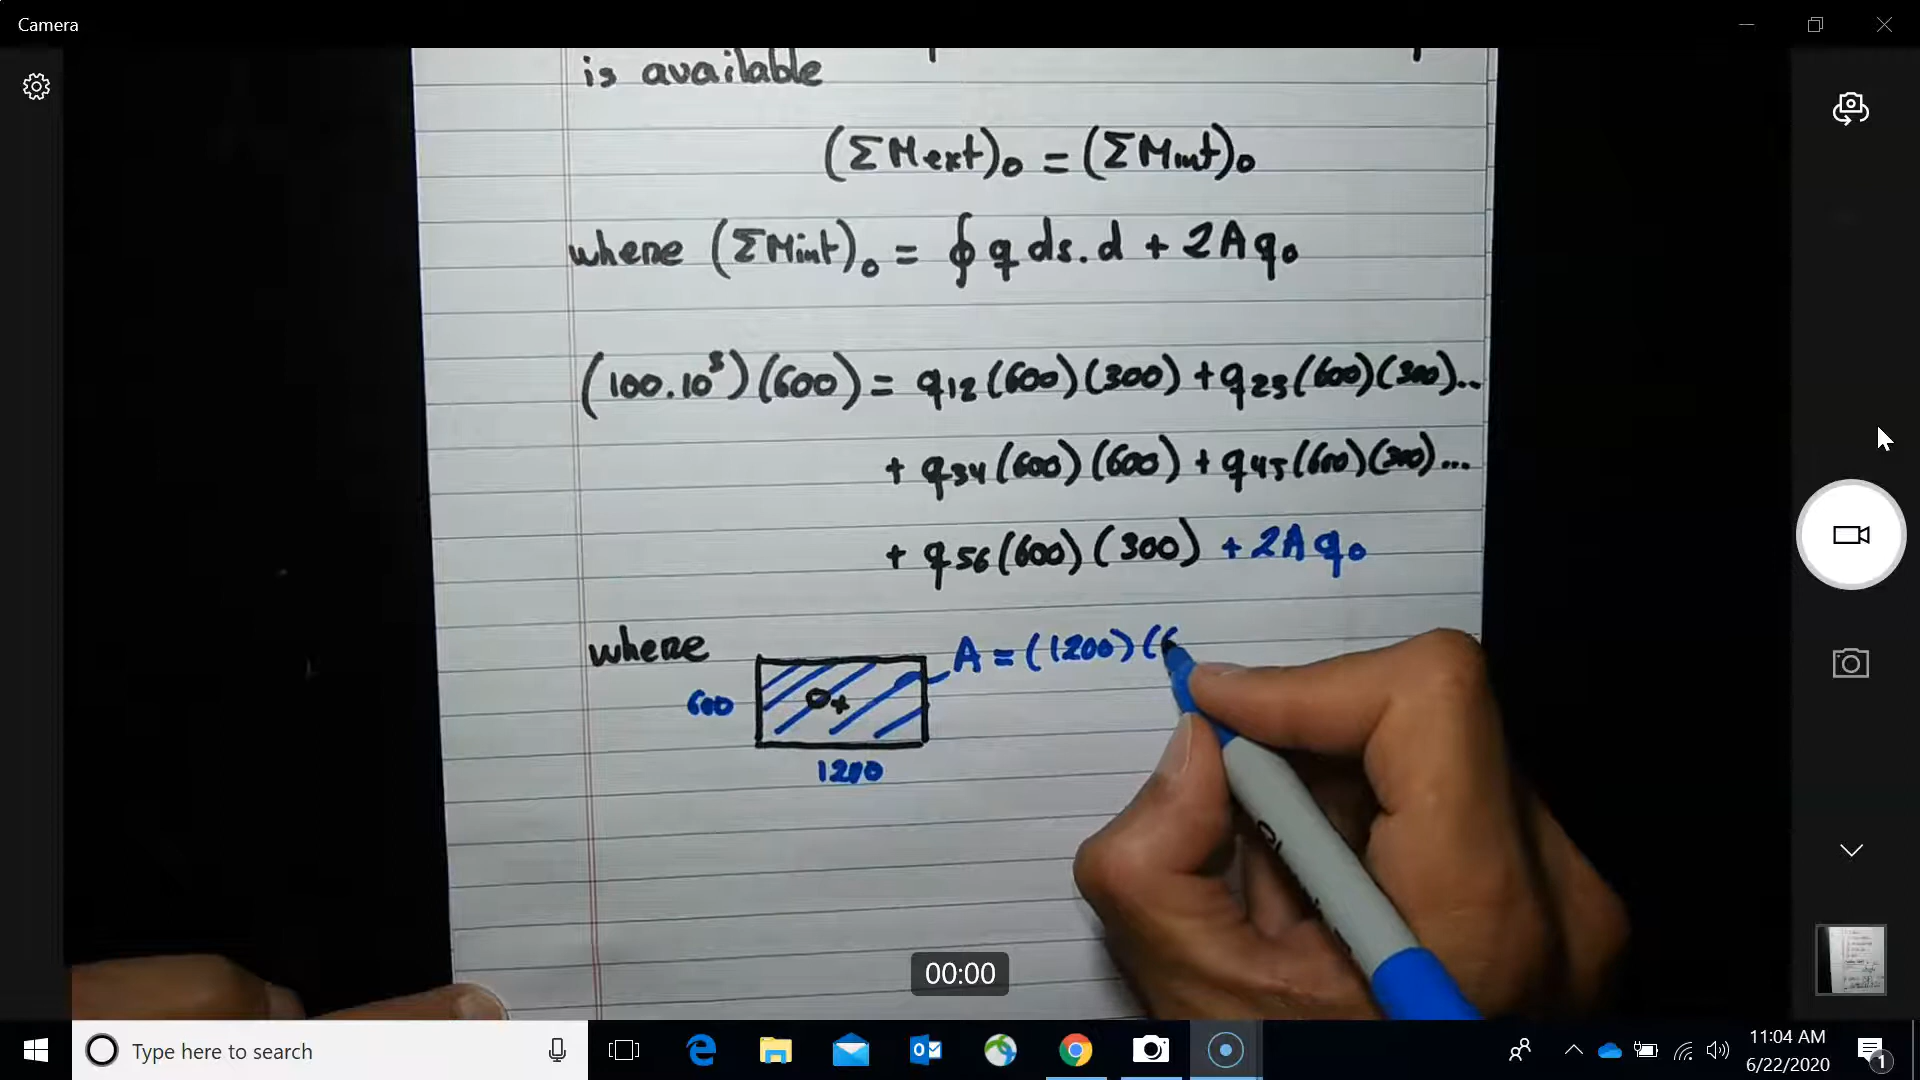 Camera
is available
(ΣMext)o = (ΣMint)o
where (ΣMint)o = ∮ q ds.d + 2Aqo
(100.10³)(600) = q12(600)(300) + q23(600)(300)..
+ q34(600)(600) + q45(600)(300)...
+ q56(600)(300) + 2Aqo
where
A = (1200)(6
600
O+
1200
00:00
Type here to search
11:04 AM
6/22/2020
1